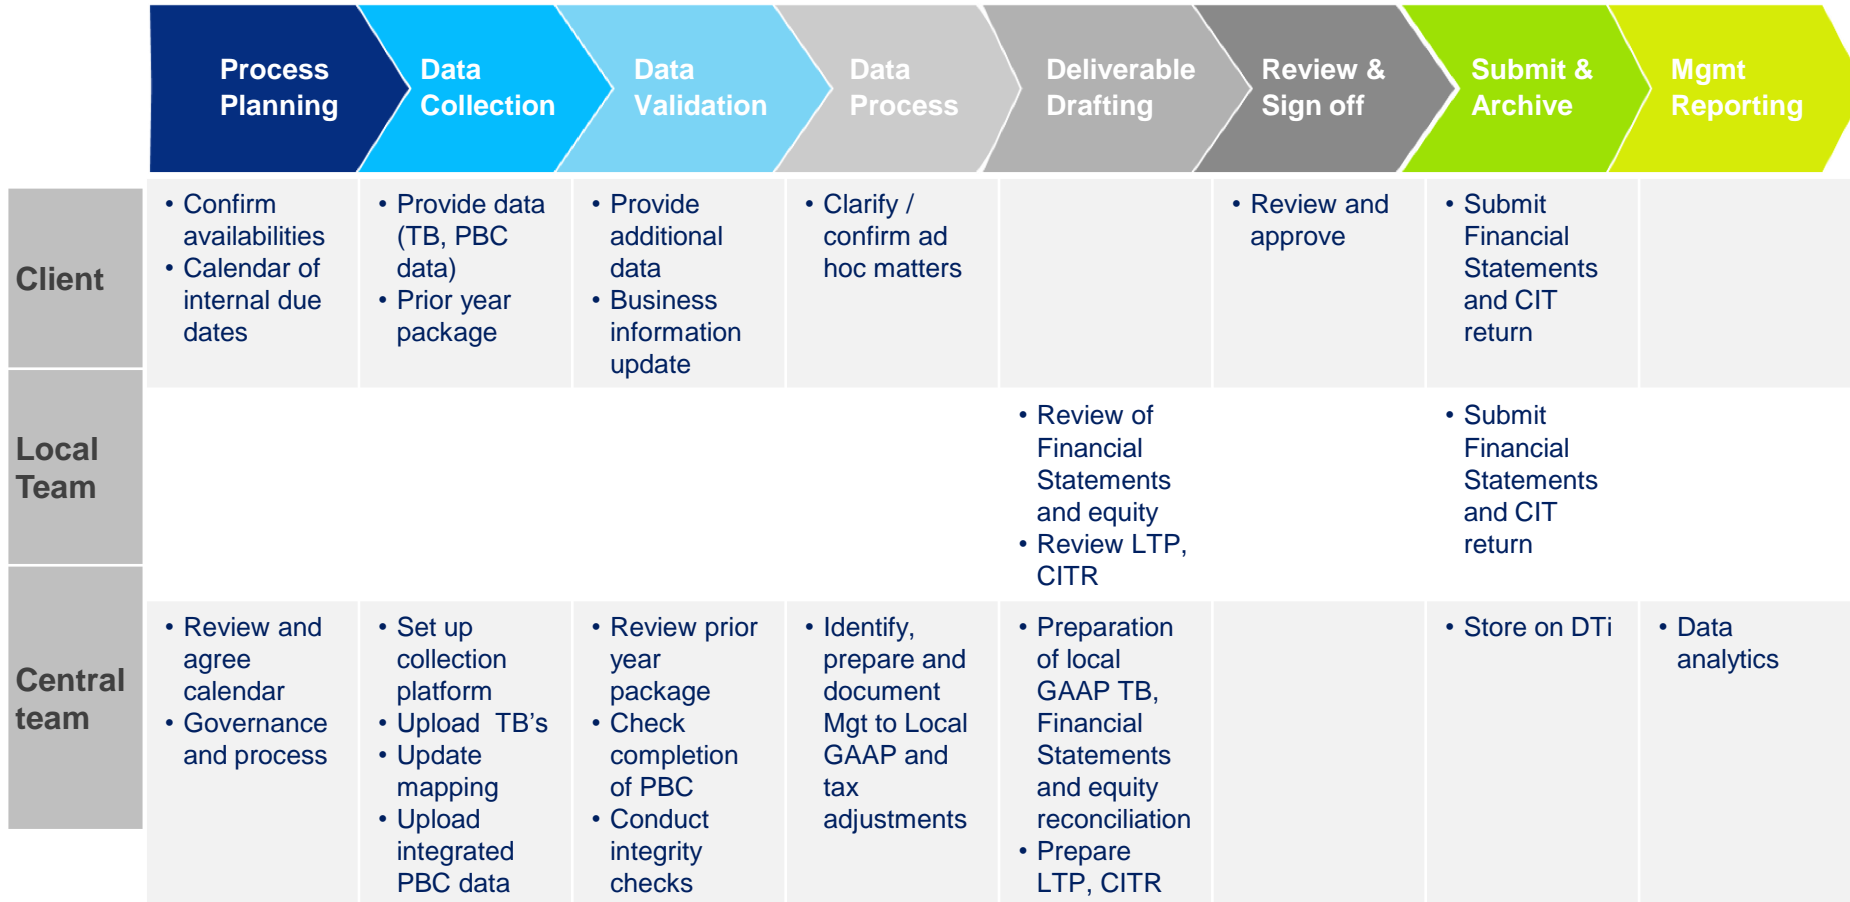 Process
Planning
Data
Collection
Data
Validation
Data
Process
Deliverable
Drafting
Review &
Sign off
Submit &
Archive
Mgmt
Reporting
Client
• Confirm
availabilities
• Calendar of
internal due
dates
• Provide data
(TB, PBC
data)
• Prior year
package
• Provide
additional
data
• Business
information
update
• Clarify /
confirm ad
hoc matters
• Review and
approve
• Submit
Financial
Statements
and CIT
return
Local
Team
• Review of
Financial
Statements
and equity
• Review LTP,
CITR
• Submit
Financial
Statements
and CIT
return
Central
team
• Review and
agree
calendar
• Governance
and process
• Set up
collection
platform
• Upload TB’s
• Update
mapping
• Upload
integrated
PBC data
• Review prior
year
package
• Check
completion
of PBC
• Conduct
integrity
checks
• Identify,
prepare and
document
Mgt to Local
GAAP and
tax
adjustments
• Preparation
of local
GAAP TB,
Financial
Statements
and equity
reconciliation
• Prepare
LTP, CITR
• Store on DTi
• Data
analytics